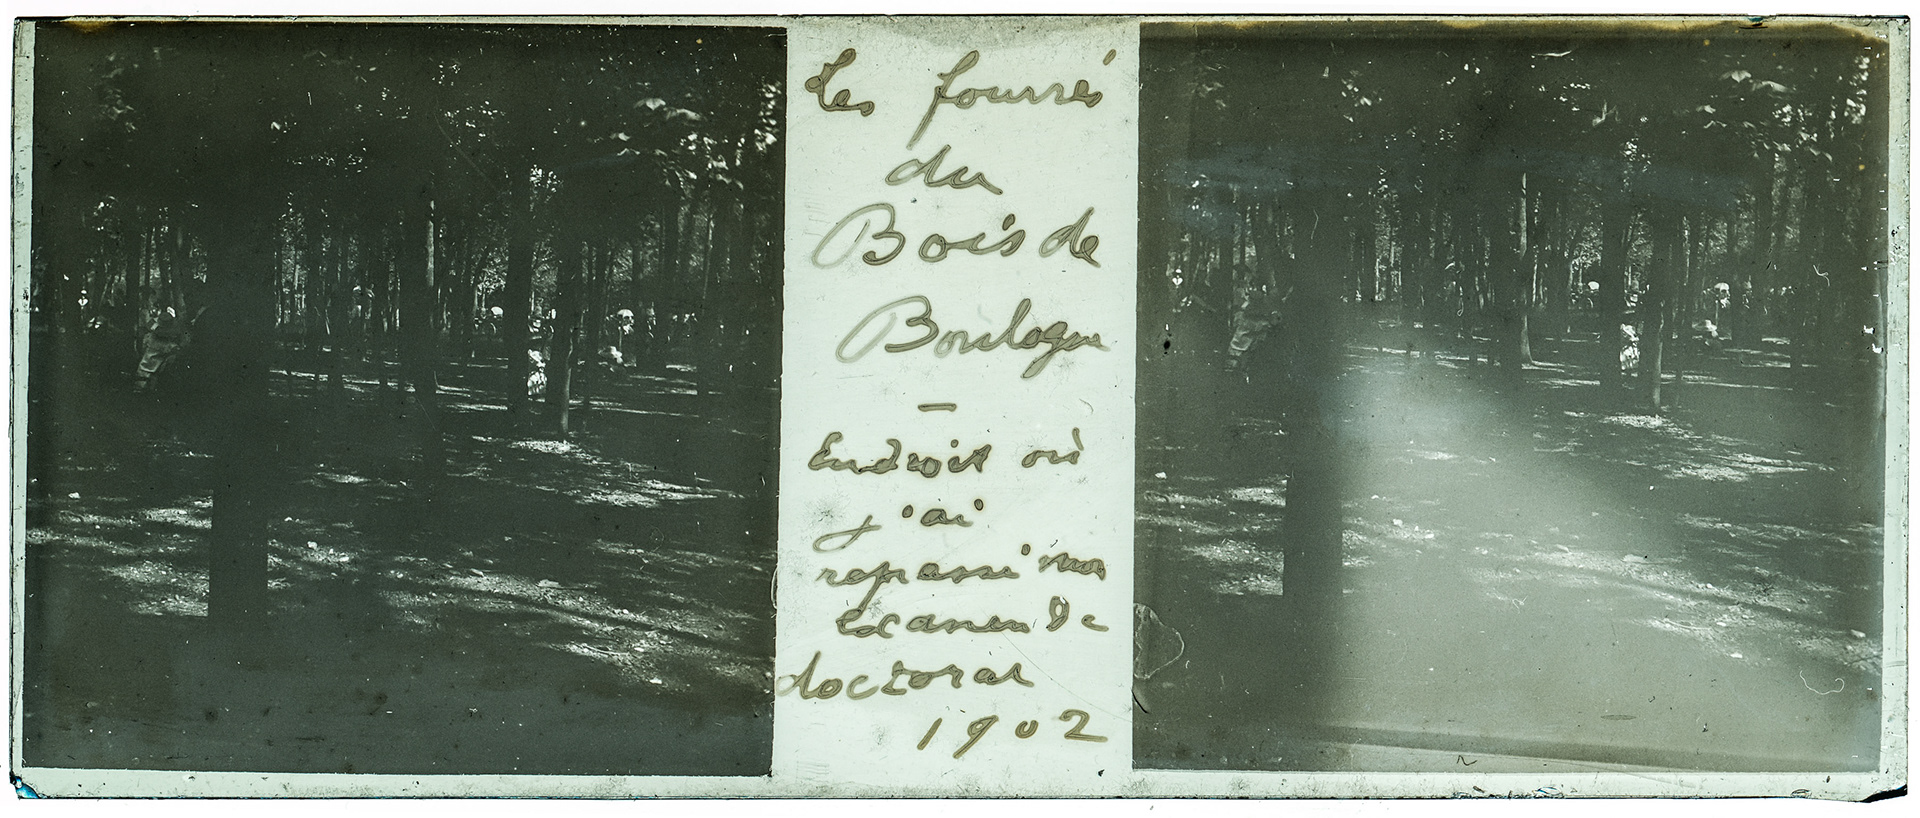 Les fourrés
du
Bois de
Boulogne
—
Endroit où
j'ai
repassé mon
examen de
doctorat
1902